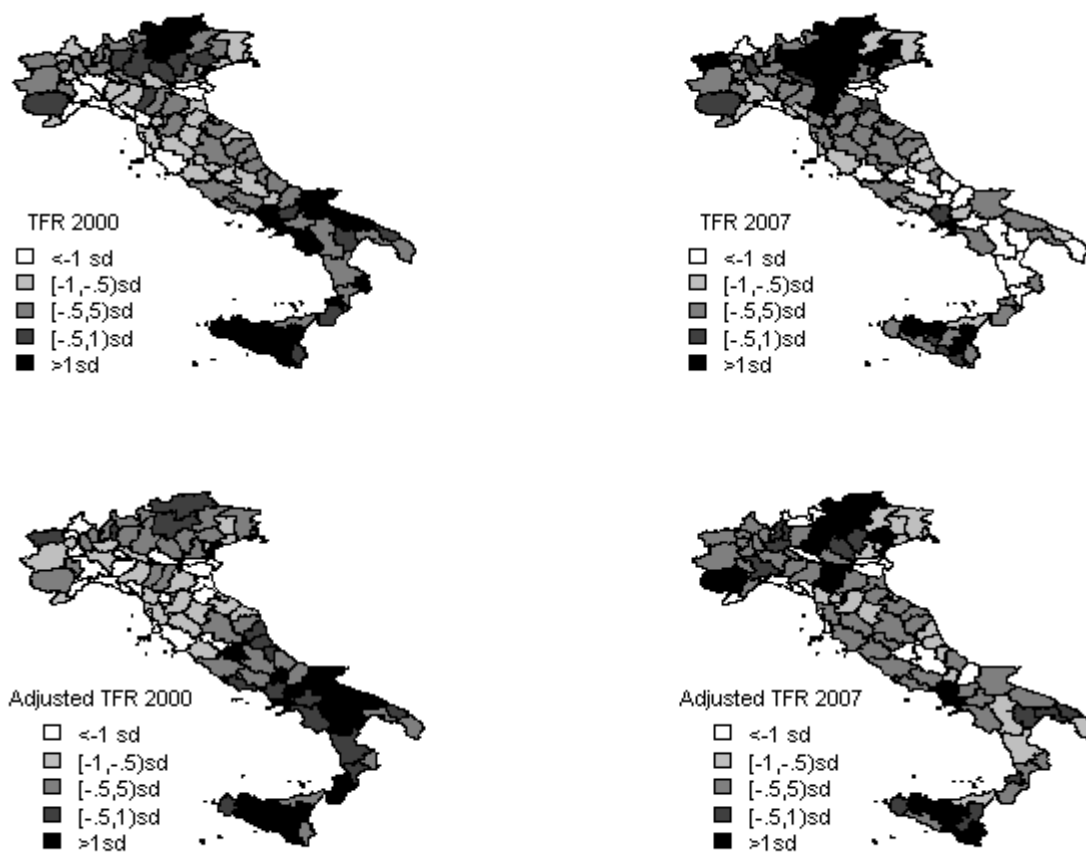 TFR 2000
<-1 sd
[-1,-.5)sd
[-.5,5)sd
[-.5,1)sd
>1sd
TFR 2007
<-1 sd
[-1,-.5)sd
[-.5,5)sd
[-.5,1)sd
>1sd
Adjusted TFR 2000
<-1 sd
[-1,-.5)sd
[-.5,5)sd
[-.5,1)sd
>1sd
Adjusted TFR 2007
<-1 sd
[-1,-.5)sd
[-.5,5)sd
[-.5,1)sd
>1sd